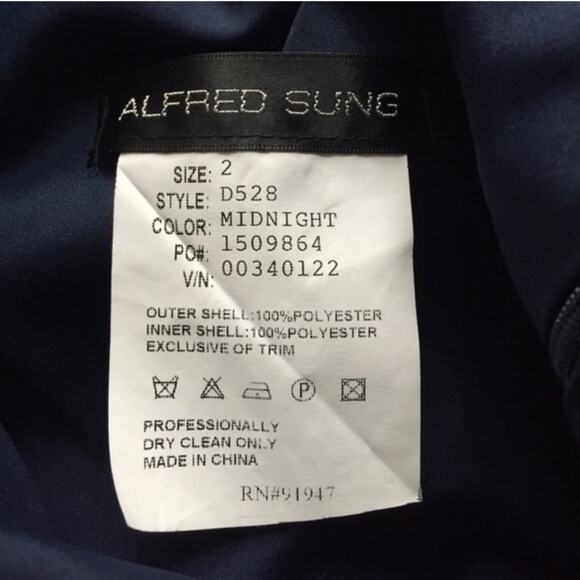 ALFRED SUNG
SIZE: 2
STYLE: D528
COLOR: MIDNIGHT
PO#: 1509864
V/N: 00340122
OUTER SHELL:100%POLYESTER
INNER SHELL:100%POLYESTER
EXCLUSIVE OF TRIM
P
PROFESSIONALLY
DRY CLEAN ONLY
MADE IN CHINA
RN#91947